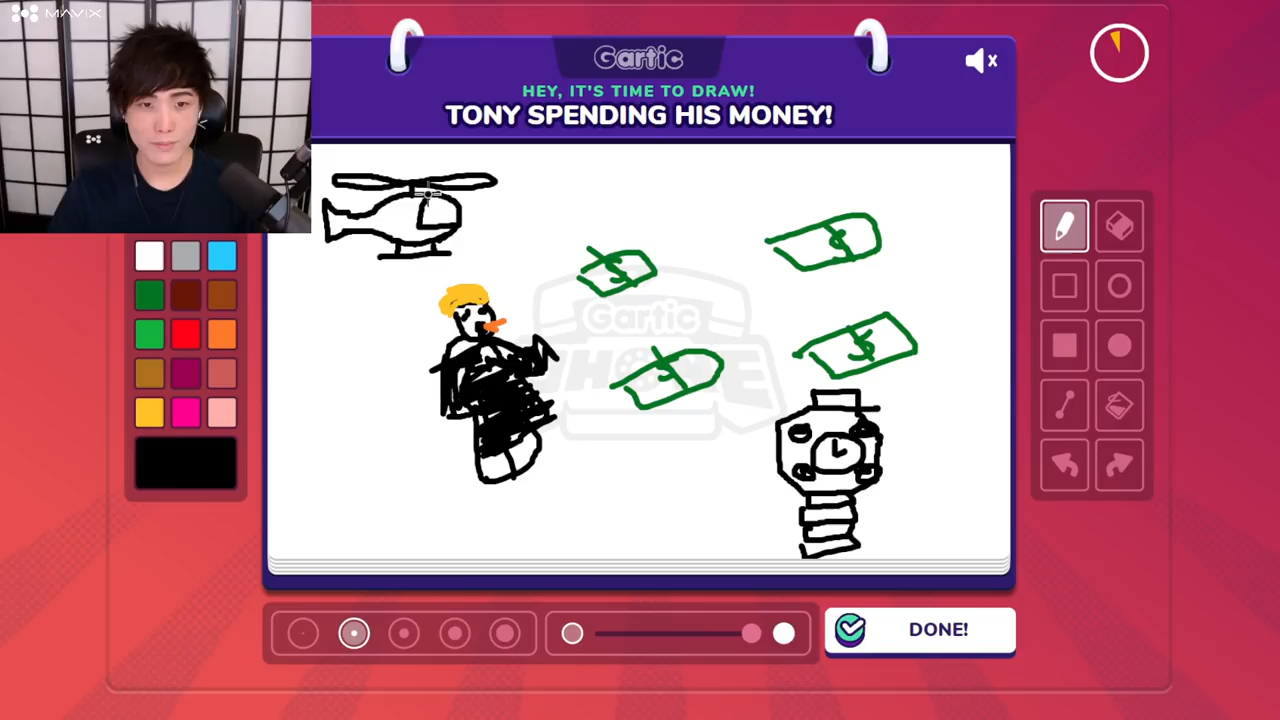 MAVIX
Gartic
HEY, IT'S TIME TO DRAW!
TONY SPENDING HIS MONEY!
$
$
$
$
Gartic
PHONE
DONE!